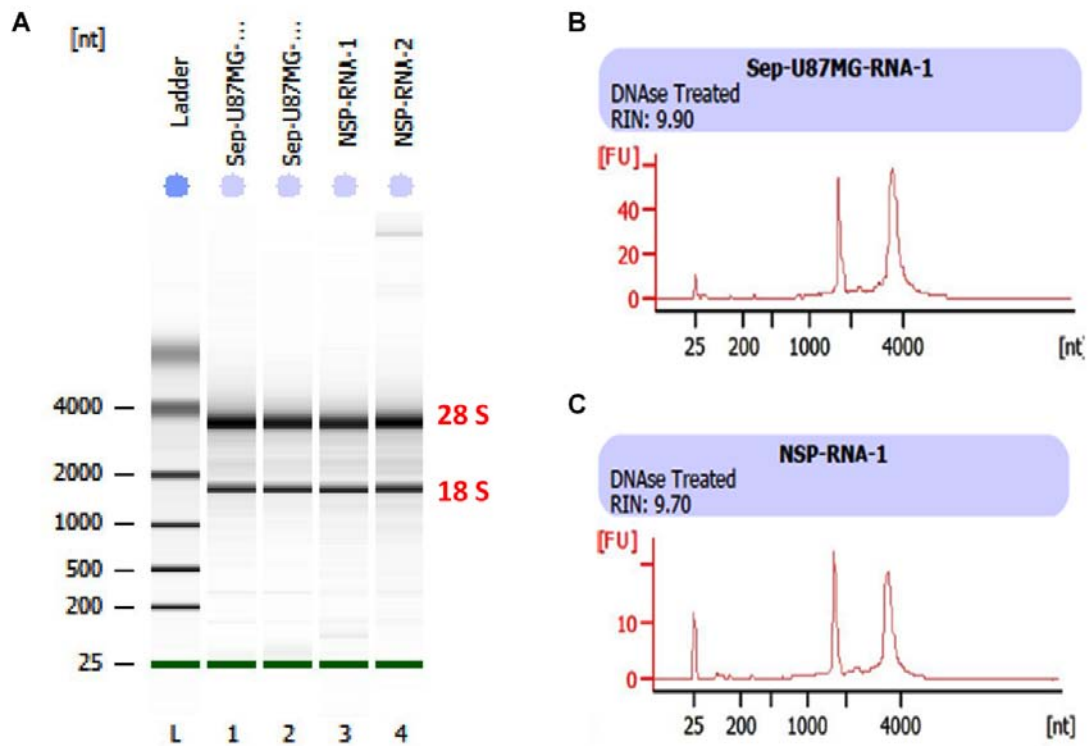 A
[nt]
Ladder
Sep-U87MG-...
Sep-U87MG-...
NSP-RNA-1
NSP-RNA-2
4000
28 S
2000
18 S
1000
500
200
25
L 1 2 3 4
B
Sep-U87MG-RNA-1
DNAse Treated
RIN: 9.90
[FU]
40
20
0
25 200 1000 4000 [nt]
C
NSP-RNA-1
DNAse Treated
RIN: 9.70
[FU]
10
0
25 200 1000 4000 [nt]